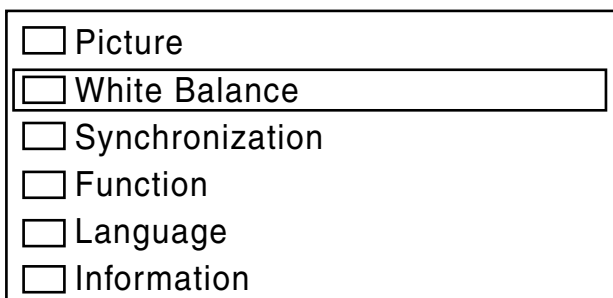 Picture
White Balance
Synchronization
Function
Language
Information